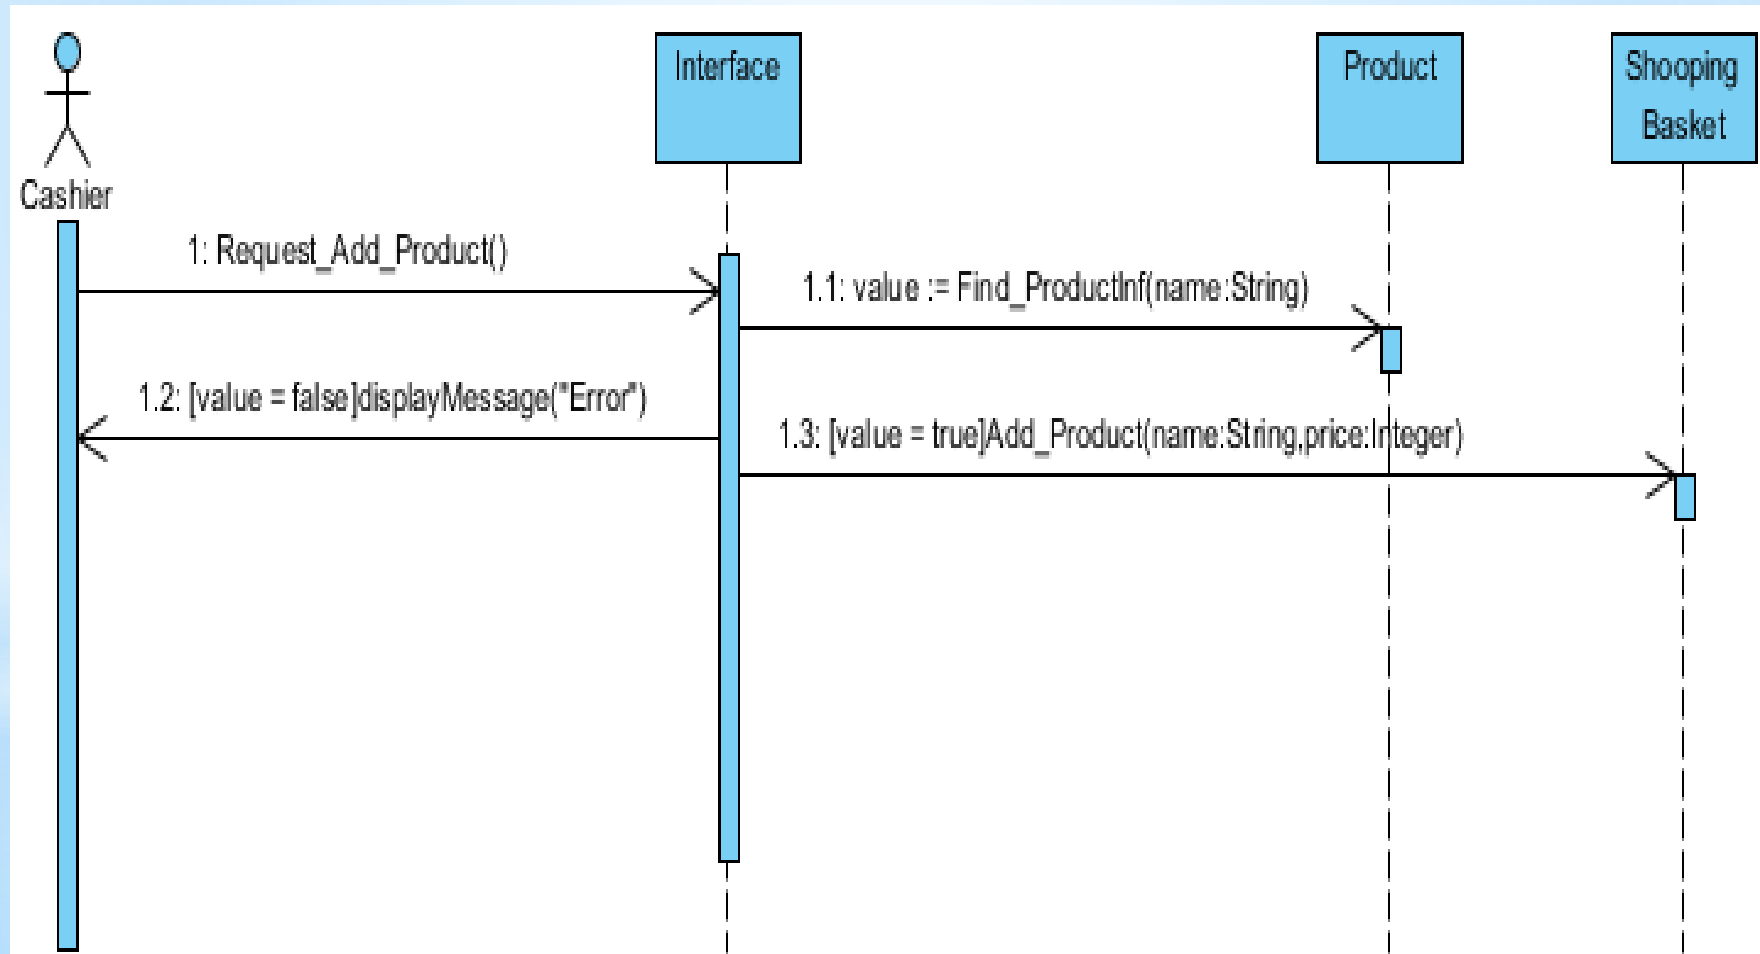 Interface
Product
Shooping
Basket
Cashier
1: Request_Add_Product()
1.1: value := Find_ProductInf(name:String)
1.2: [value = false]displayMessage("Error")
1.3: [value = true]Add_Product(name:String,price:Integer)